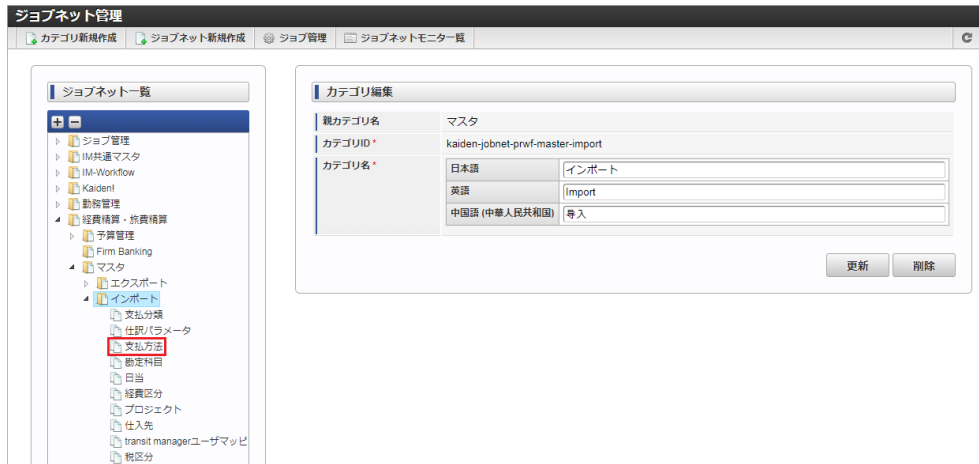 ジョブネット管理
カテゴリ新規作成 ジョブネット新規作成 ジョブ管理 ジョブネットモニター覧
ジョブネット一覧
ジョブ管理
IM共通マスタ
IM-Workflow
Kaiden!
勤務管理
経費精算・旅費精算
予算管理
Firm Banking
マスタ
エクスポート
インポート
支払分類
仕訳パラメータ
支払方法
勘定科目
日当
経費区分
プロジェクト
仕入先
transit managerユーザマッピ
税区分
カテゴリ編集
親カテゴリ名 マスタ
カテゴリID * kaiden-jobnet-prwf-master-import
カテゴリ名 * 日本語 インポート
英語 Import
中国語 (中華人民共和国) 导入
更新 削除